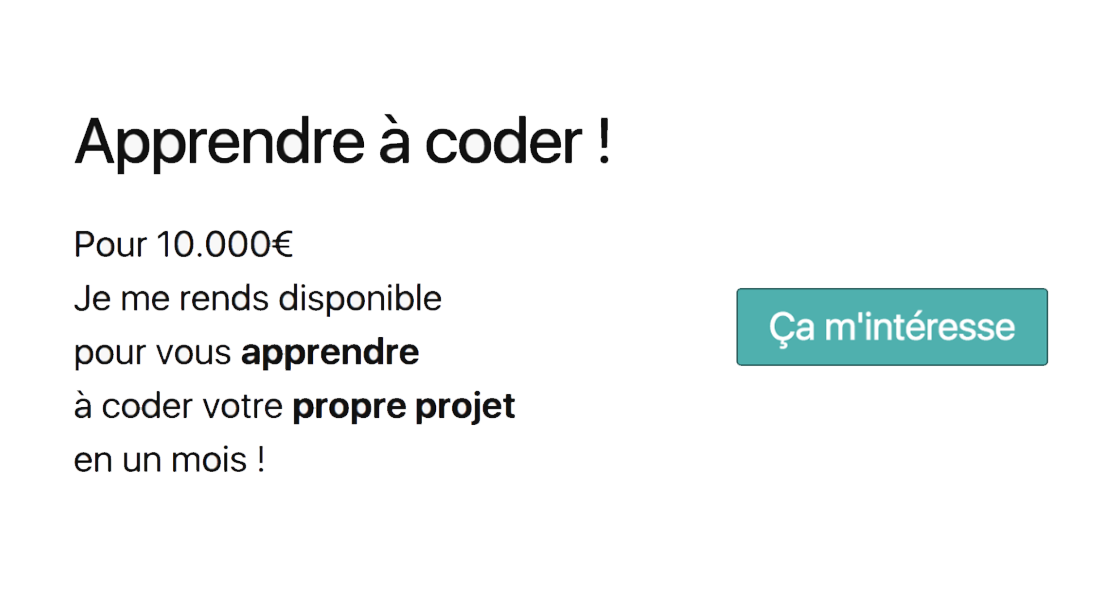 Apprendre à coder !
Pour 10.000€
Je me rends disponible
pour vous apprendre
à coder votre propre projet
en un mois !
Ça m'intéresse